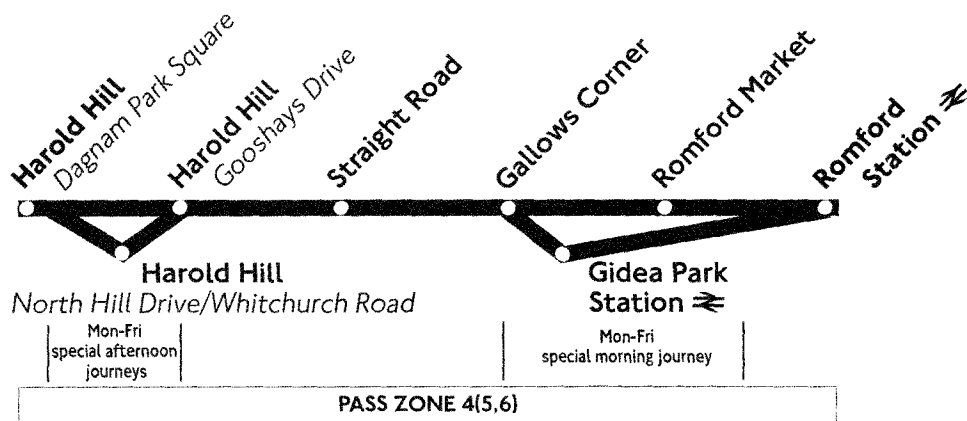 Harold Hill
Dagnam Park Square
Harold Hill
Gooshays Drive
Straight Road
Gallows Corner
Romford Market
Romford
Station
Harold Hill
North Hill Drive/Whitchurch Road
Gidea Park
Station
Mon-Fri
special afternoon
journeys
Mon-Fri
special morning journey
PASS ZONE 4(5,6)